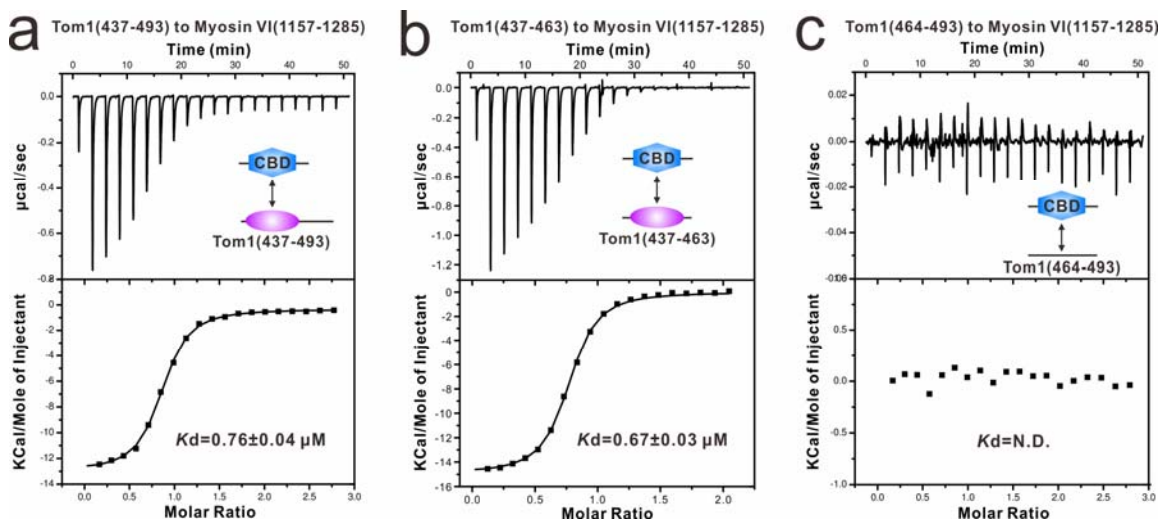 a
Tom1(437-493) to Myosin VI(1157-1285)
Time (min)
0 10 20 30 40 50
0.0
-0.2
-0.4
-0.6
-0.8
µcal/sec
CBD
Tom1(437-493)
0
-2
-4
-6
-8
-10
-12
-14
KCal/Mole of Injectant
Kd=0.76±0.04 µM
0.0 0.5 1.0 1.5 2.0 2.5 3.0
Molar Ratio
b
Tom1(437-463) to Myosin VI(1157-1285)
Time (min)
0 10 20 30 40 50
0.0
-0.2
-0.4
-0.6
-0.8
-1.0
-1.2
µcal/sec
CBD
Tom1(437-463)
0
-2
-4
-6
-8
-10
-12
-14
-16
KCal/Mole of Injectant
Kd=0.67±0.03 µM
0.0 0.5 1.0 1.5 2.0
Molar Ratio
c
Tom1(464-493) to Myosin VI(1157-1285)
Time (min)
0 10 20 30 40 50
0.02
0.00
-0.02
-0.04
µcal/sec
CBD
Tom1(464-493)
0.5
0.0
-0.5
-1.0
KCal/Mole of Injectant
Kd=N.D.
0.0 0.5 1.0 1.5 2.0 2.5 3.0
Molar Ratio